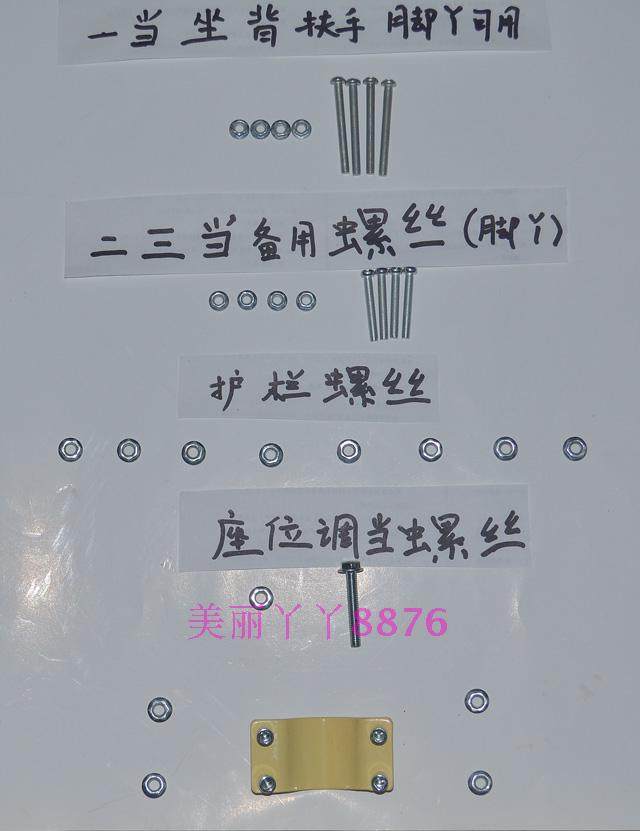 一当坐背扶手脚丫可用
二三当备用螺丝(脚丫)
护栏螺丝
座位调当螺丝
美丽丫丫8876